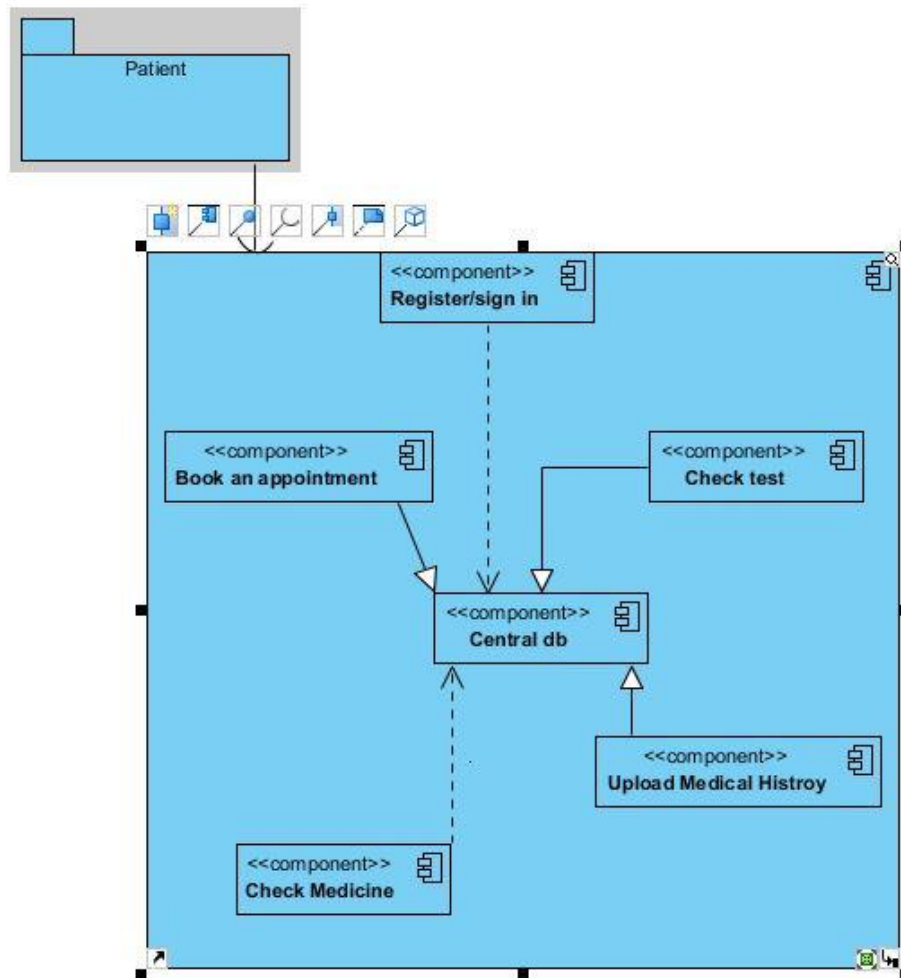 Patient
<<component>>
Register/sign in
<<component>>
Book an appointment
<<component>>
Check test
<<component>>
Central db
<<component>>
Upload Medical Histroy
<<component>>
Check Medicine